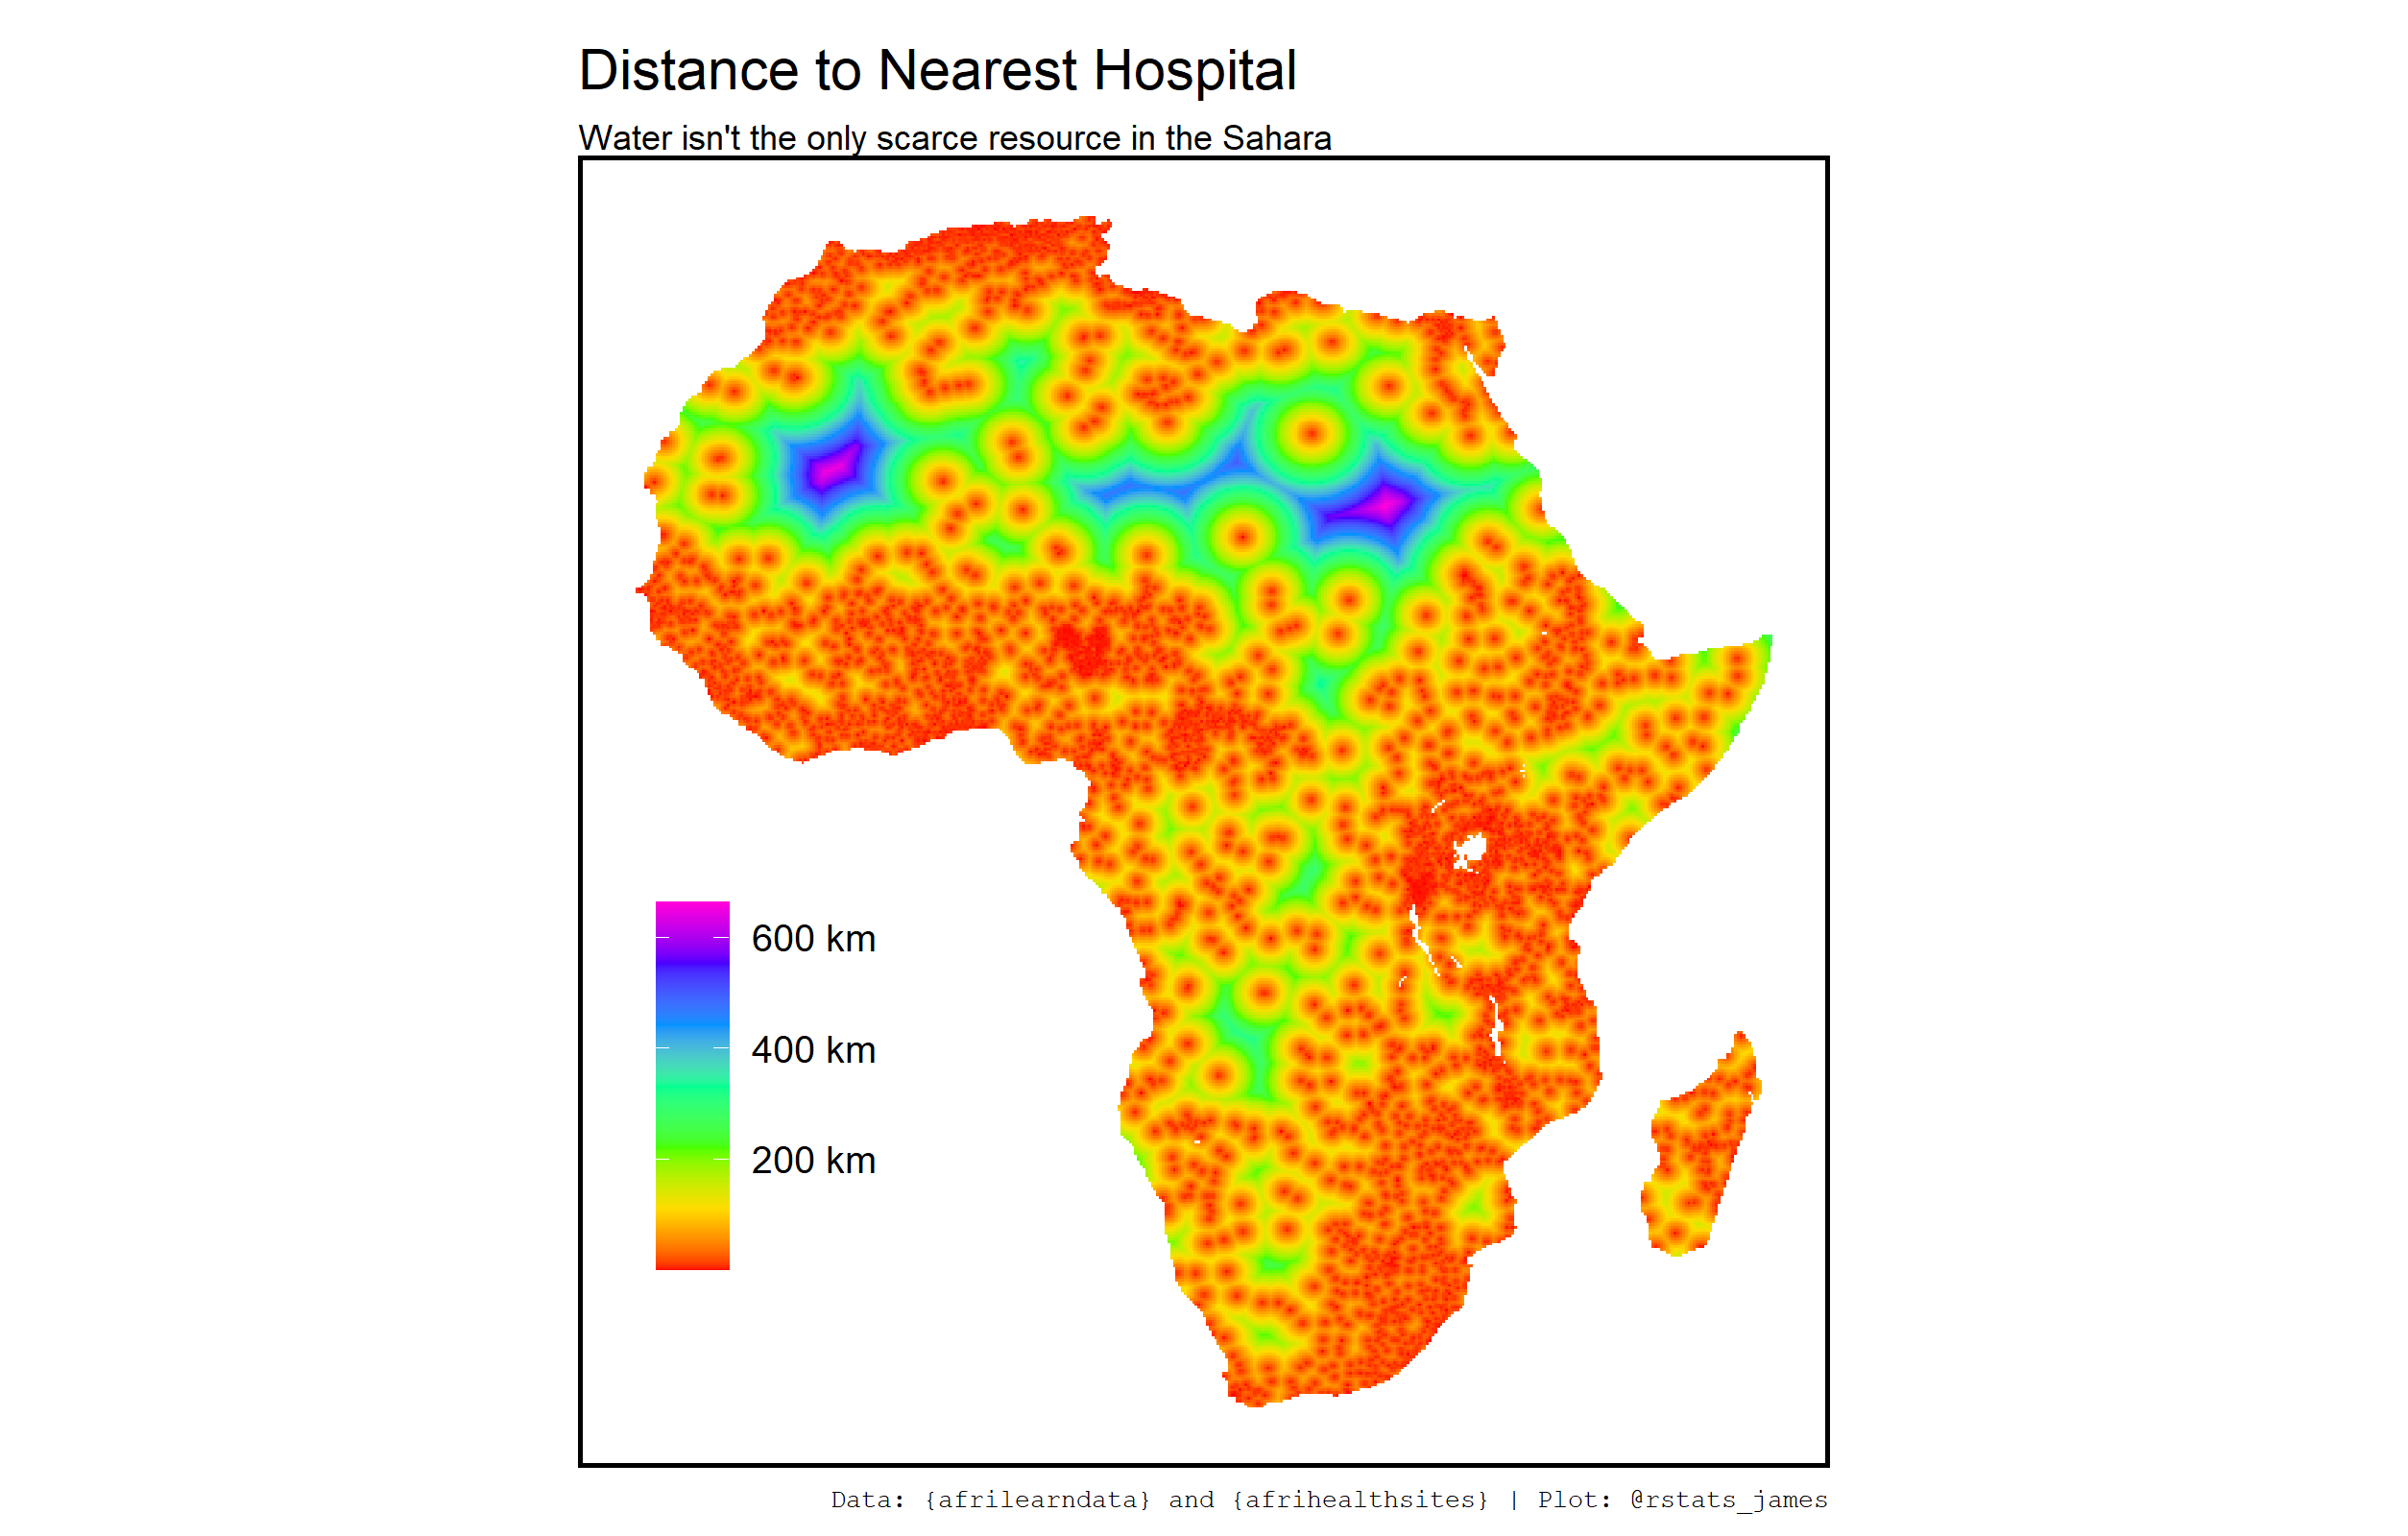 Distance to Nearest Hospital
Water isn't the only scarce resource in the Sahara
600 km
400 km
200 km
Data: {afrilearndata} and {afrihealthsites} | Plot: @rstats_james